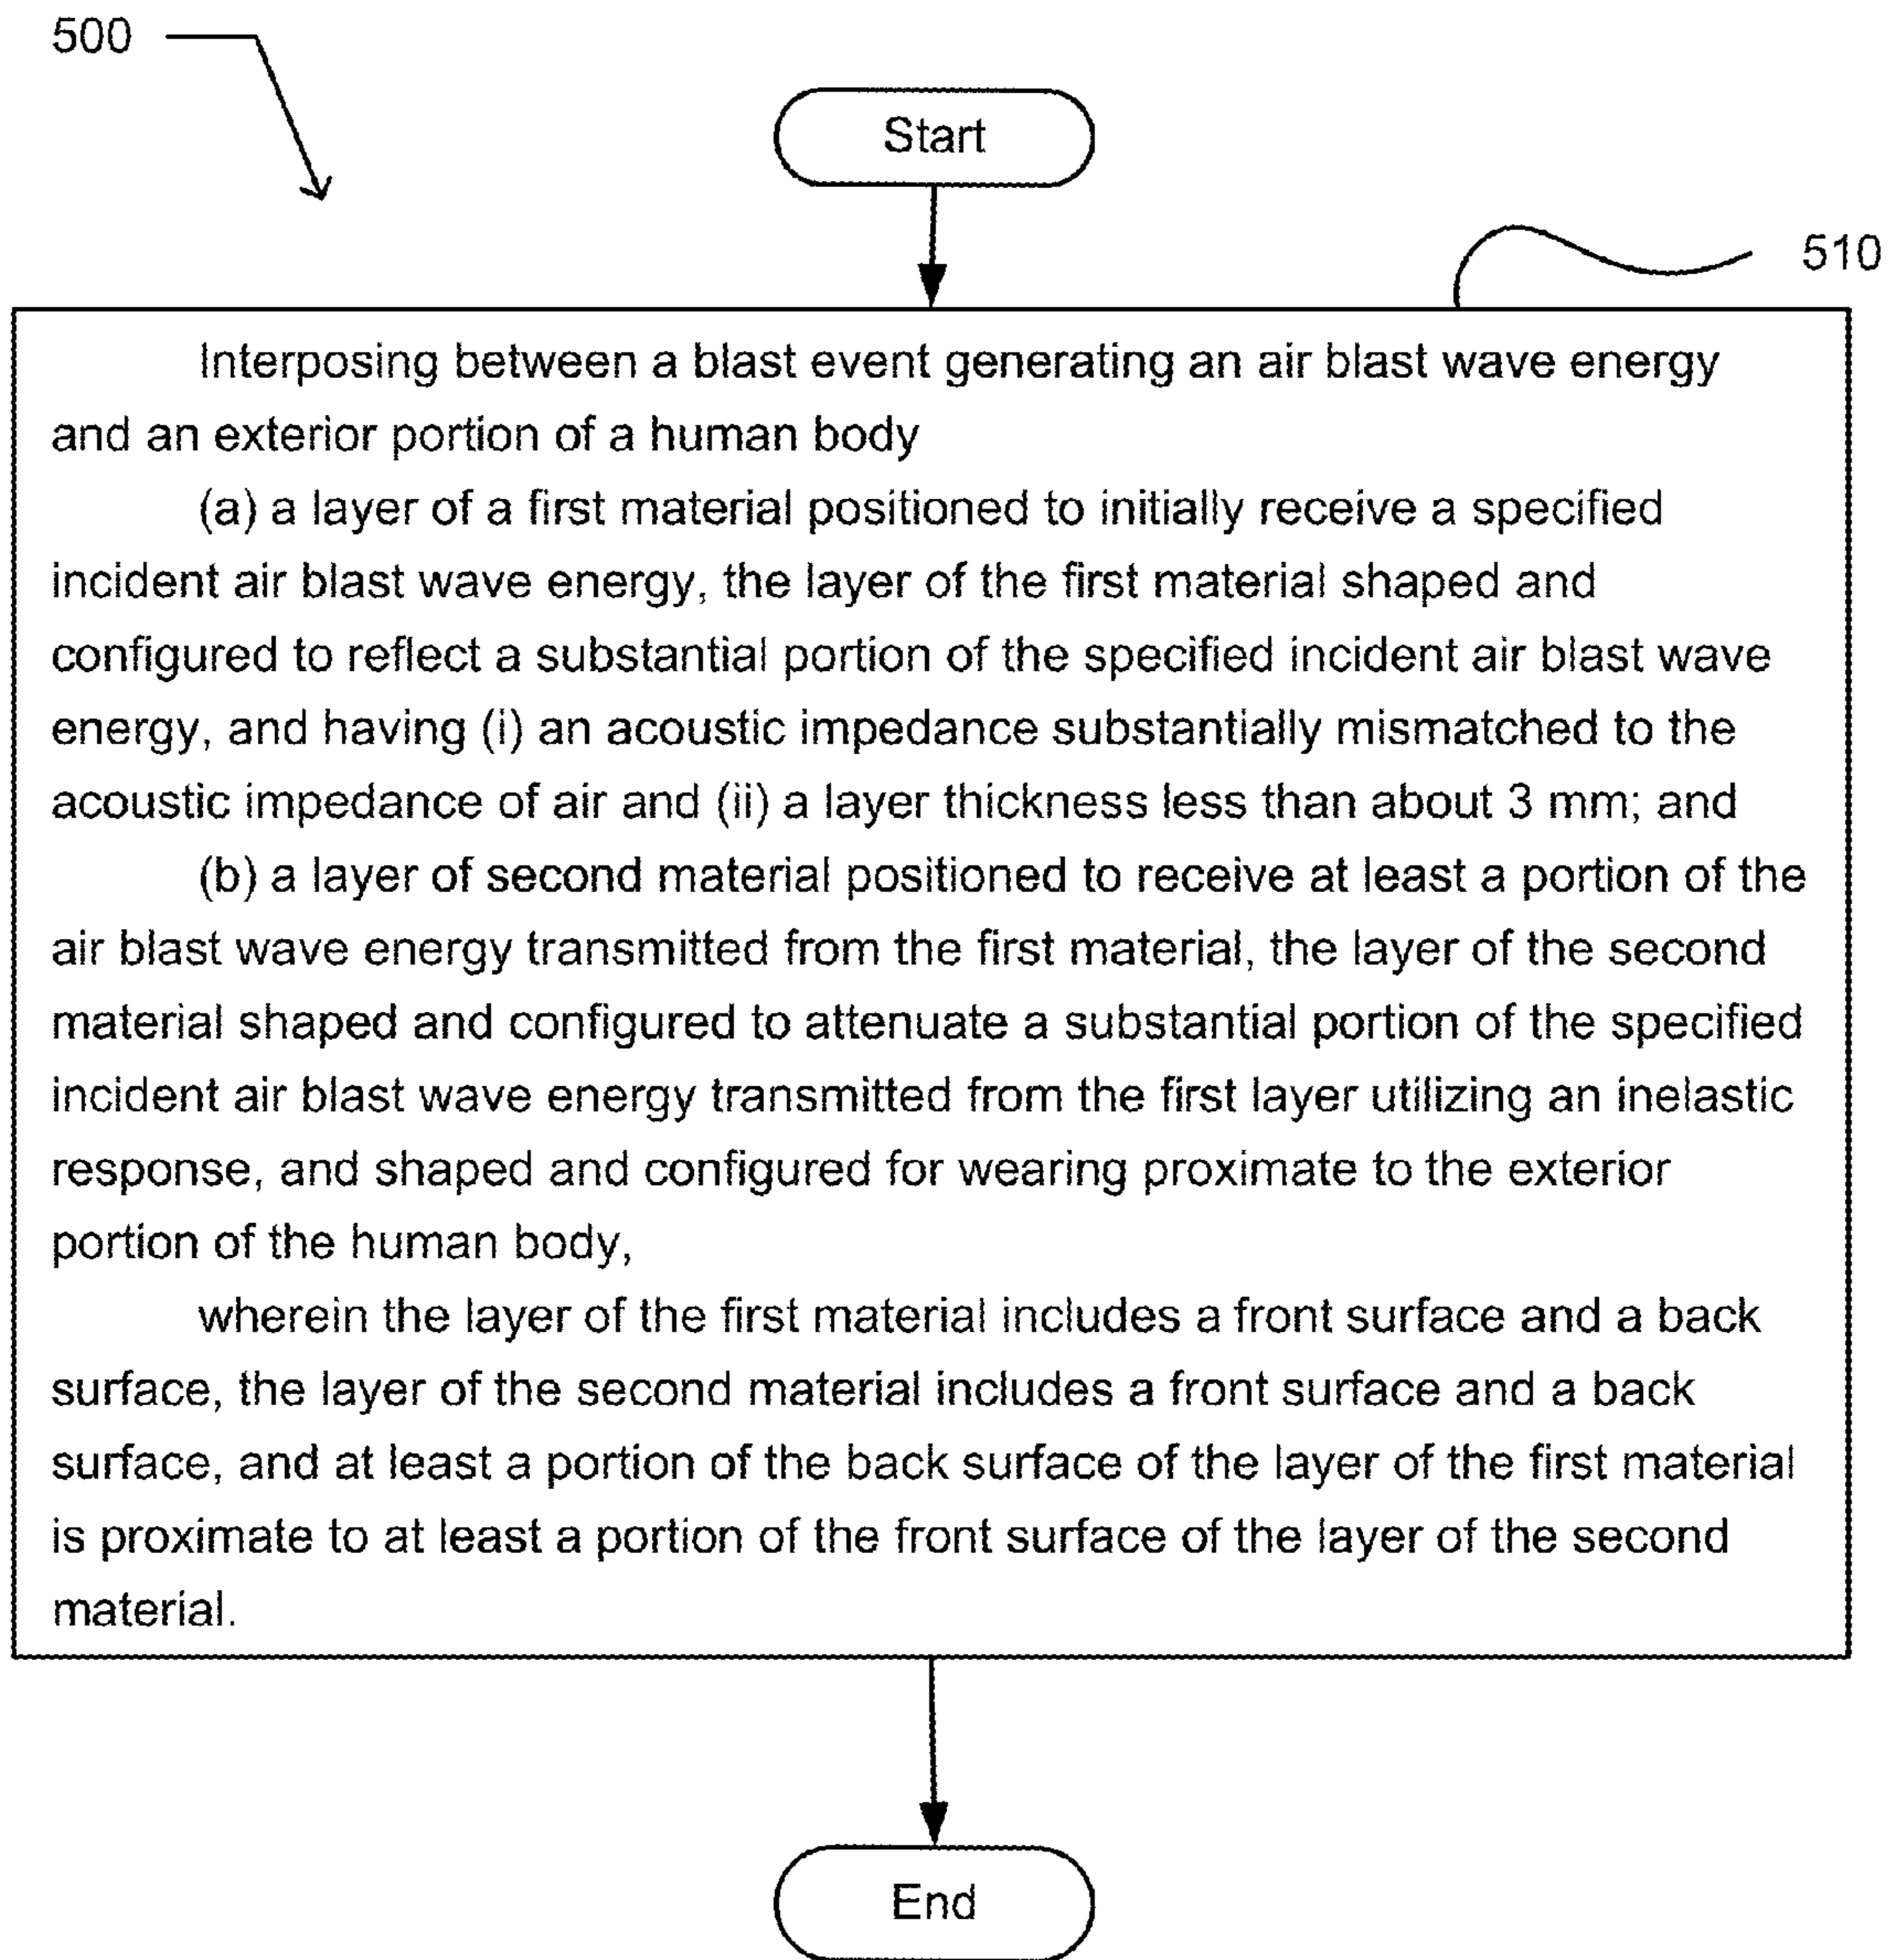 500
Start
510
Interposing between a blast event generating an air blast wave energy
and an exterior portion of a human body
(a) a layer of a first material positioned to initially receive a specified
incident air blast wave energy, the layer of the first material shaped and
configured to reflect a substantial portion of the specified incident air blast wave
energy, and having (i) an acoustic impedance substantially mismatched to the
acoustic impedance of air and (ii) a layer thickness less than about 3 mm; and
(b) a layer of second material positioned to receive at least a portion of the
air blast wave energy transmitted from the first material, the layer of the second
material shaped and configured to attenuate a substantial portion of the specified
incident air blast wave energy transmitted from the first layer utilizing an inelastic
response, and shaped and configured for wearing proximate to the exterior
portion of the human body,
wherein the layer of the first material includes a front surface and a back
surface, the layer of the second material includes a front surface and a back
surface, and at least a portion of the back surface of the layer of the first material
is proximate to at least a portion of the front surface of the layer of the second
material.
End